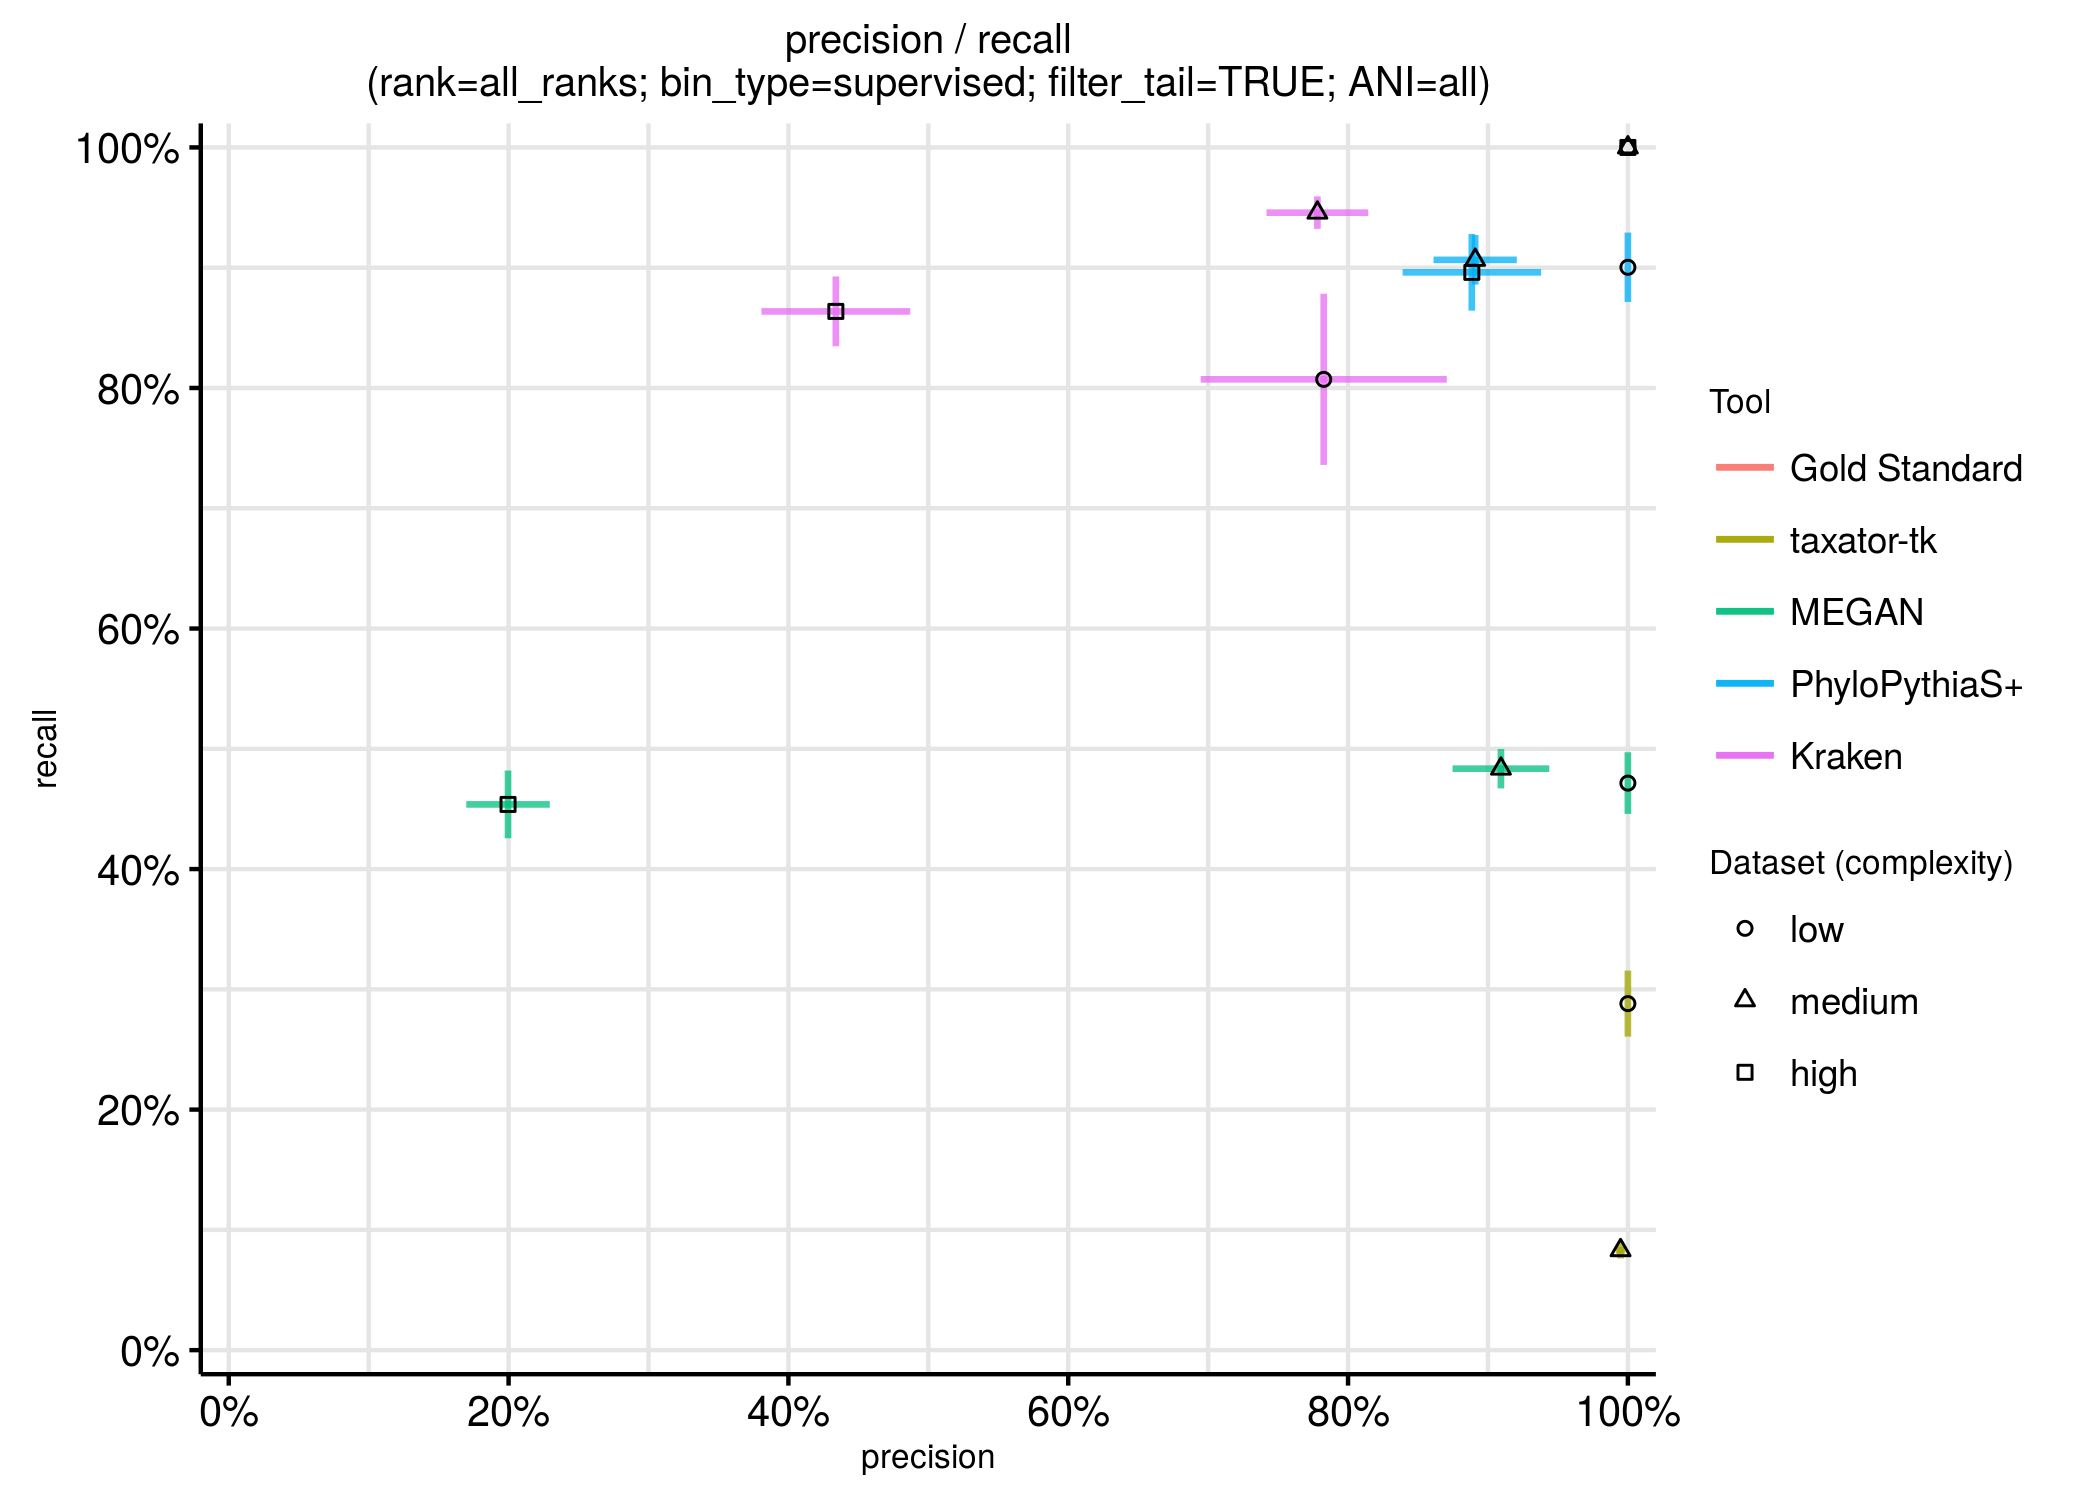 precision / recall
(rank=all_ranks; bin_type=supervised; filter_tail=TRUE; ANI=all)
100%
80%
60%
40%
20%
0%
recall
0%
20%
40%
60%
80%
100%
precision
Tool
Gold Standard
taxator-tk
MEGAN
PhyloPythiaS+
Kraken
Dataset (complexity)
low
medium
high